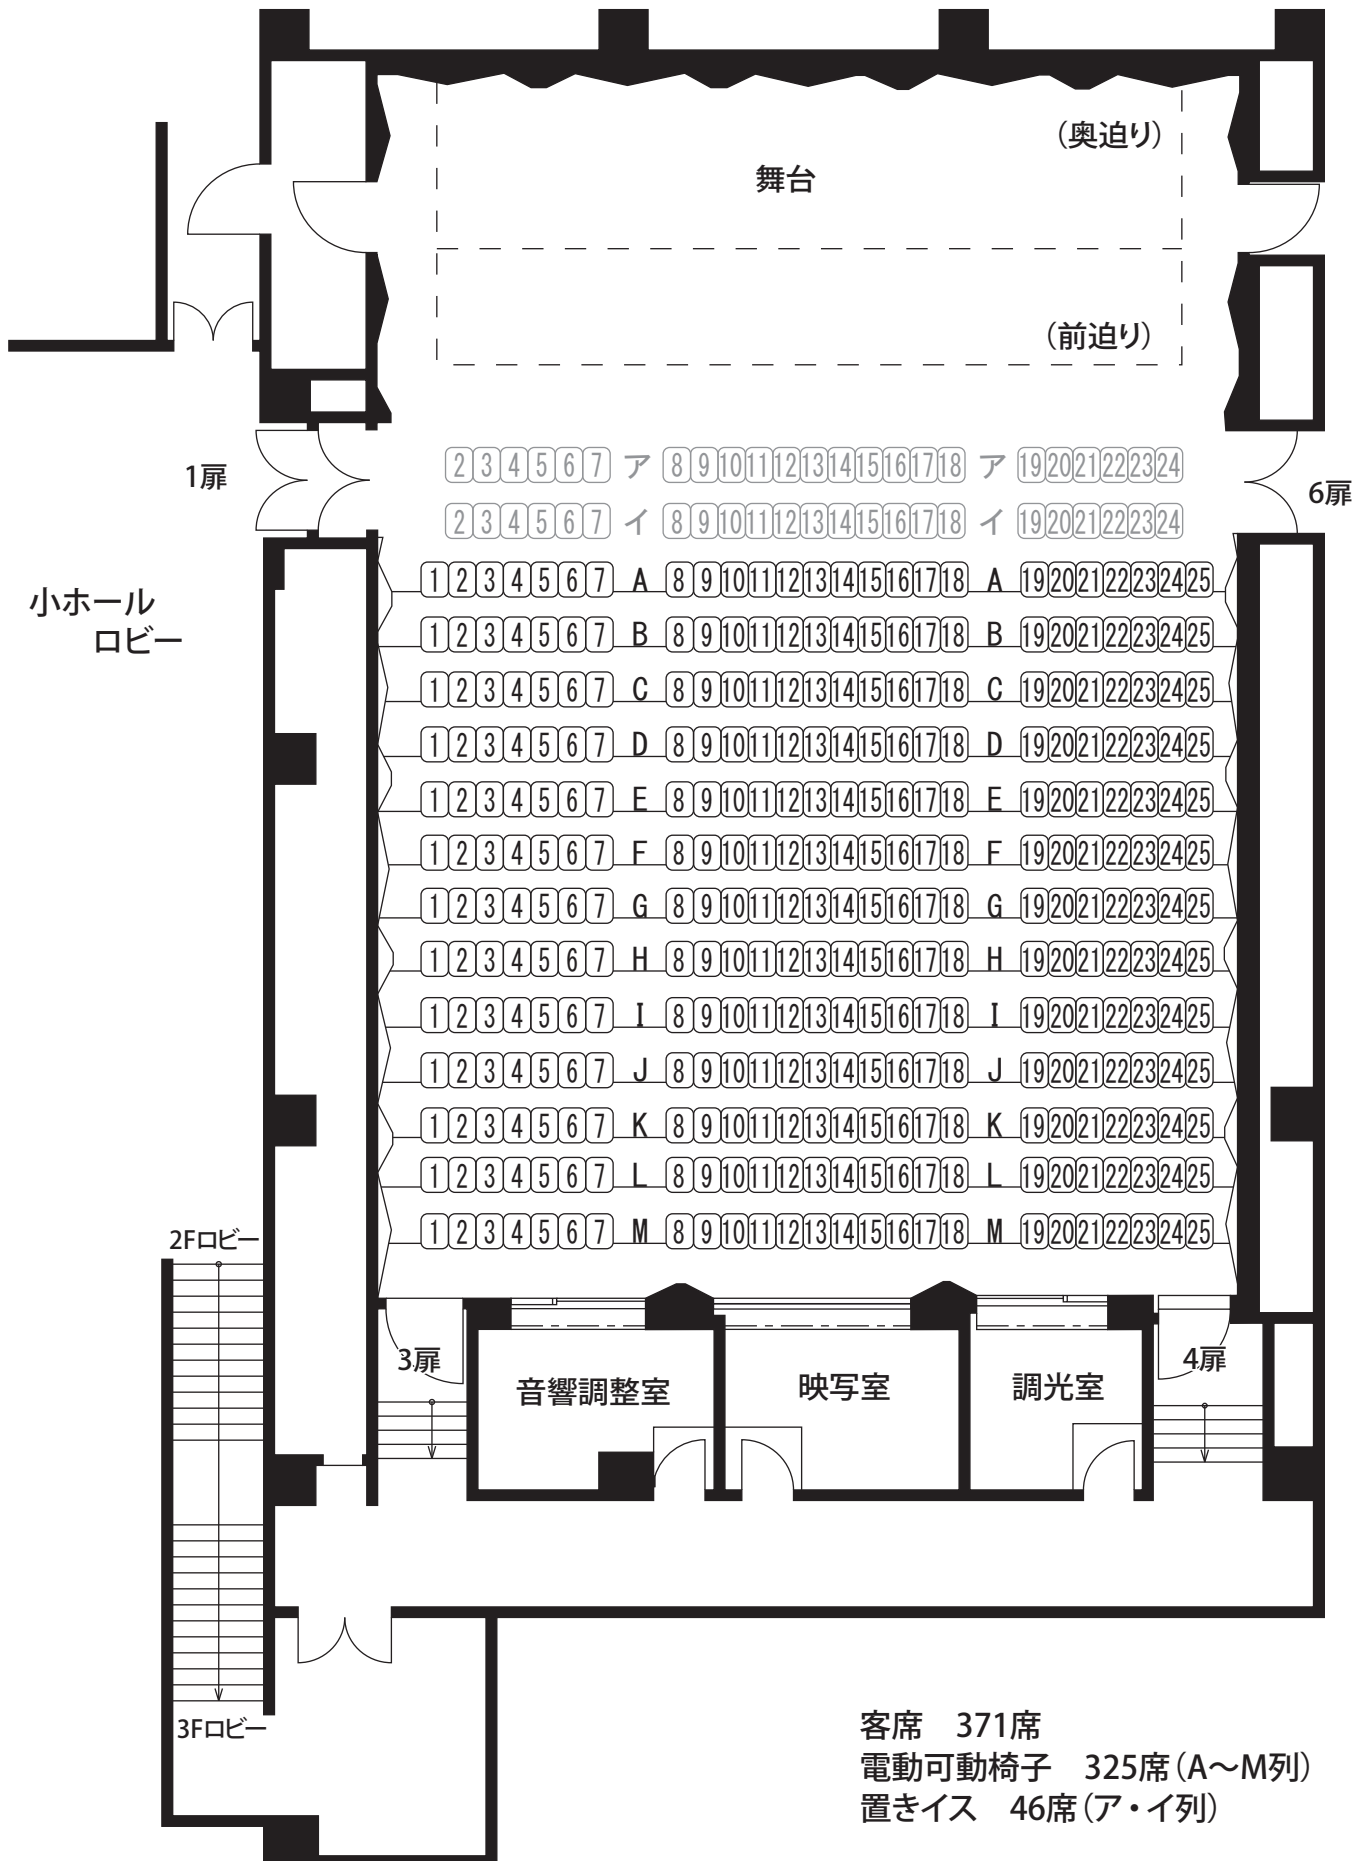 (奥迫り)
舞台
(前迫り)
1扉
2 3 4 5 6 7 ア 8 9 10 11 12 13 14 15 16 17 18 ア 19 20 21 22 23 24
6扉
2 3 4 5 6 7 イ 8 9 10 11 12 13 14 15 16 17 18 イ 19 20 21 22 23 24
1 2 3 4 5 6 7 A 8 9 10 11 12 13 14 15 16 17 18 A 19 20 21 22 23 24 25
小ホール
ロビー
1 2 3 4 5 6 7 B 8 9 10 11 12 13 14 15 16 17 18 B 19 20 21 22 23 24 25
1 2 3 4 5 6 7 C 8 9 10 11 12 13 14 15 16 17 18 C 19 20 21 22 23 24 25
1 2 3 4 5 6 7 D 8 9 10 11 12 13 14 15 16 17 18 D 19 20 21 22 23 24 25
1 2 3 4 5 6 7 E 8 9 10 11 12 13 14 15 16 17 18 E 19 20 21 22 23 24 25
1 2 3 4 5 6 7 F 8 9 10 11 12 13 14 15 16 17 18 F 19 20 21 22 23 24 25
1 2 3 4 5 6 7 G 8 9 10 11 12 13 14 15 16 17 18 G 19 20 21 22 23 24 25
1 2 3 4 5 6 7 H 8 9 10 11 12 13 14 15 16 17 18 H 19 20 21 22 23 24 25
1 2 3 4 5 6 7 I 8 9 10 11 12 13 14 15 16 17 18 I 19 20 21 22 23 24 25
1 2 3 4 5 6 7 J 8 9 10 11 12 13 14 15 16 17 18 J 19 20 21 22 23 24 25
1 2 3 4 5 6 7 K 8 9 10 11 12 13 14 15 16 17 18 K 19 20 21 22 23 24 25
1 2 3 4 5 6 7 L 8 9 10 11 12 13 14 15 16 17 18 L 19 20 21 22 23 24 25
1 2 3 4 5 6 7 M 8 9 10 11 12 13 14 15 16 17 18 M 19 20 21 22 23 24 25
2Fロビー
3扉
4扉
音響調整室
映写室
調光室
3Fロビー
客席 371席
電動可動椅子 325席(A〜M列)
置きイス 46席(ア・イ列)